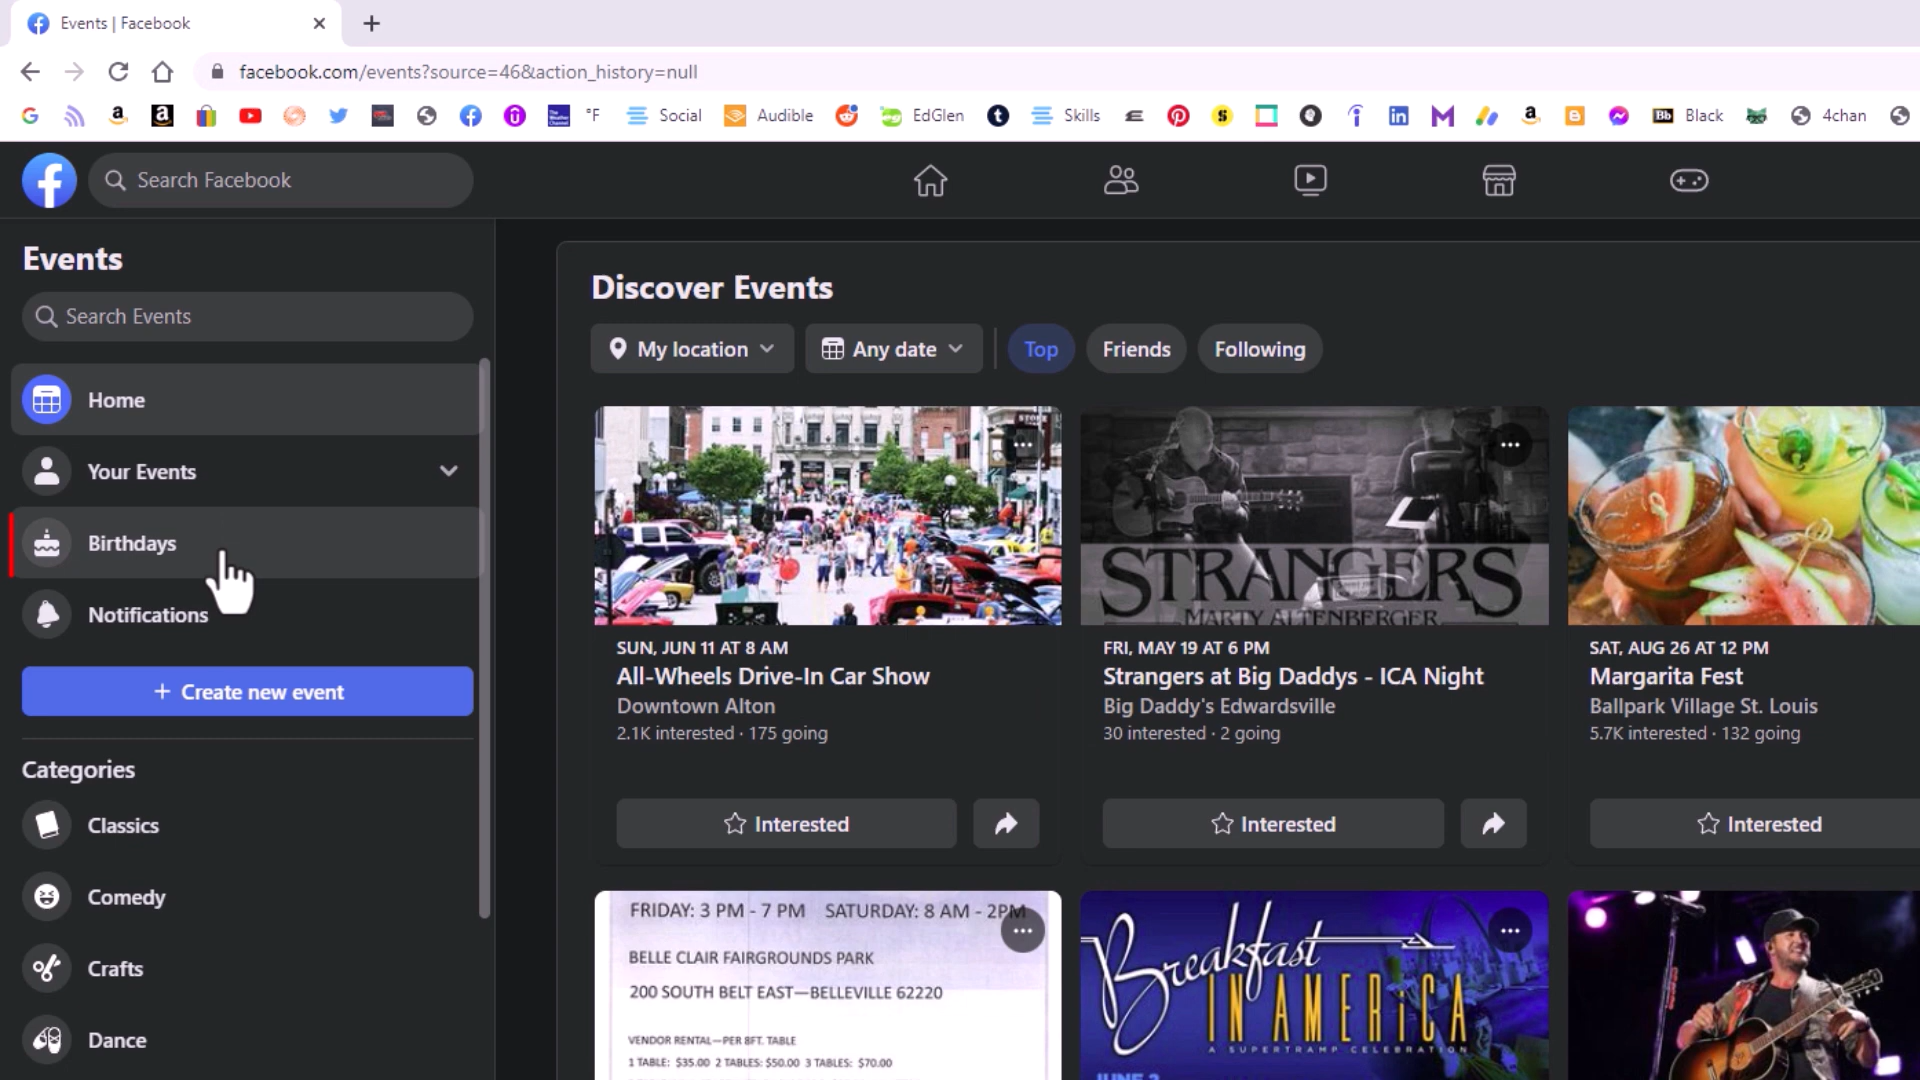 Events | Facebook
facebook.com/events?source=46&action_history=null
°F
Social
Audible
EdGlen
Skills
Bb
Black
4chan
Search Facebook
Events
Search Events
Home
Your Events
Birthdays
Notifications
+ Create new event
Categories
Classics
Comedy
Crafts
Dance
Discover Events
My location
Any date
Top
Friends
Following
SUN, JUN 11 AT 8 AM
All-Wheels Drive-In Car Show
Downtown Alton
2.1K interested · 175 going
Interested
STRANGERS
MARTY ALTENBERGER
FRI, MAY 19 AT 6 PM
Strangers at Big Daddys - ICA Night
Big Daddy's Edwardsville
30 interested · 2 going
Interested
SAT, AUG 26 AT 12 PM
Margarita Fest
Ballpark Village St. Louis
5.7K interested · 132 going
Interested
FRIDAY: 3 PM - 7 PM SATURDAY: 8 AM - 2PM
BELLE CLAIR FAIRGROUNDS PARK
200 SOUTH BELT EAST—BELLEVILLE 62220
VENDOR RENTAL—PER 8FT. TABLE
1 TABLE: $35.00 2 TABLES: $50.00 3 TABLES: $70.00
Breakfast
IN AMERICA
A SUPERTRAMP CELEBRATION
JUNE 2